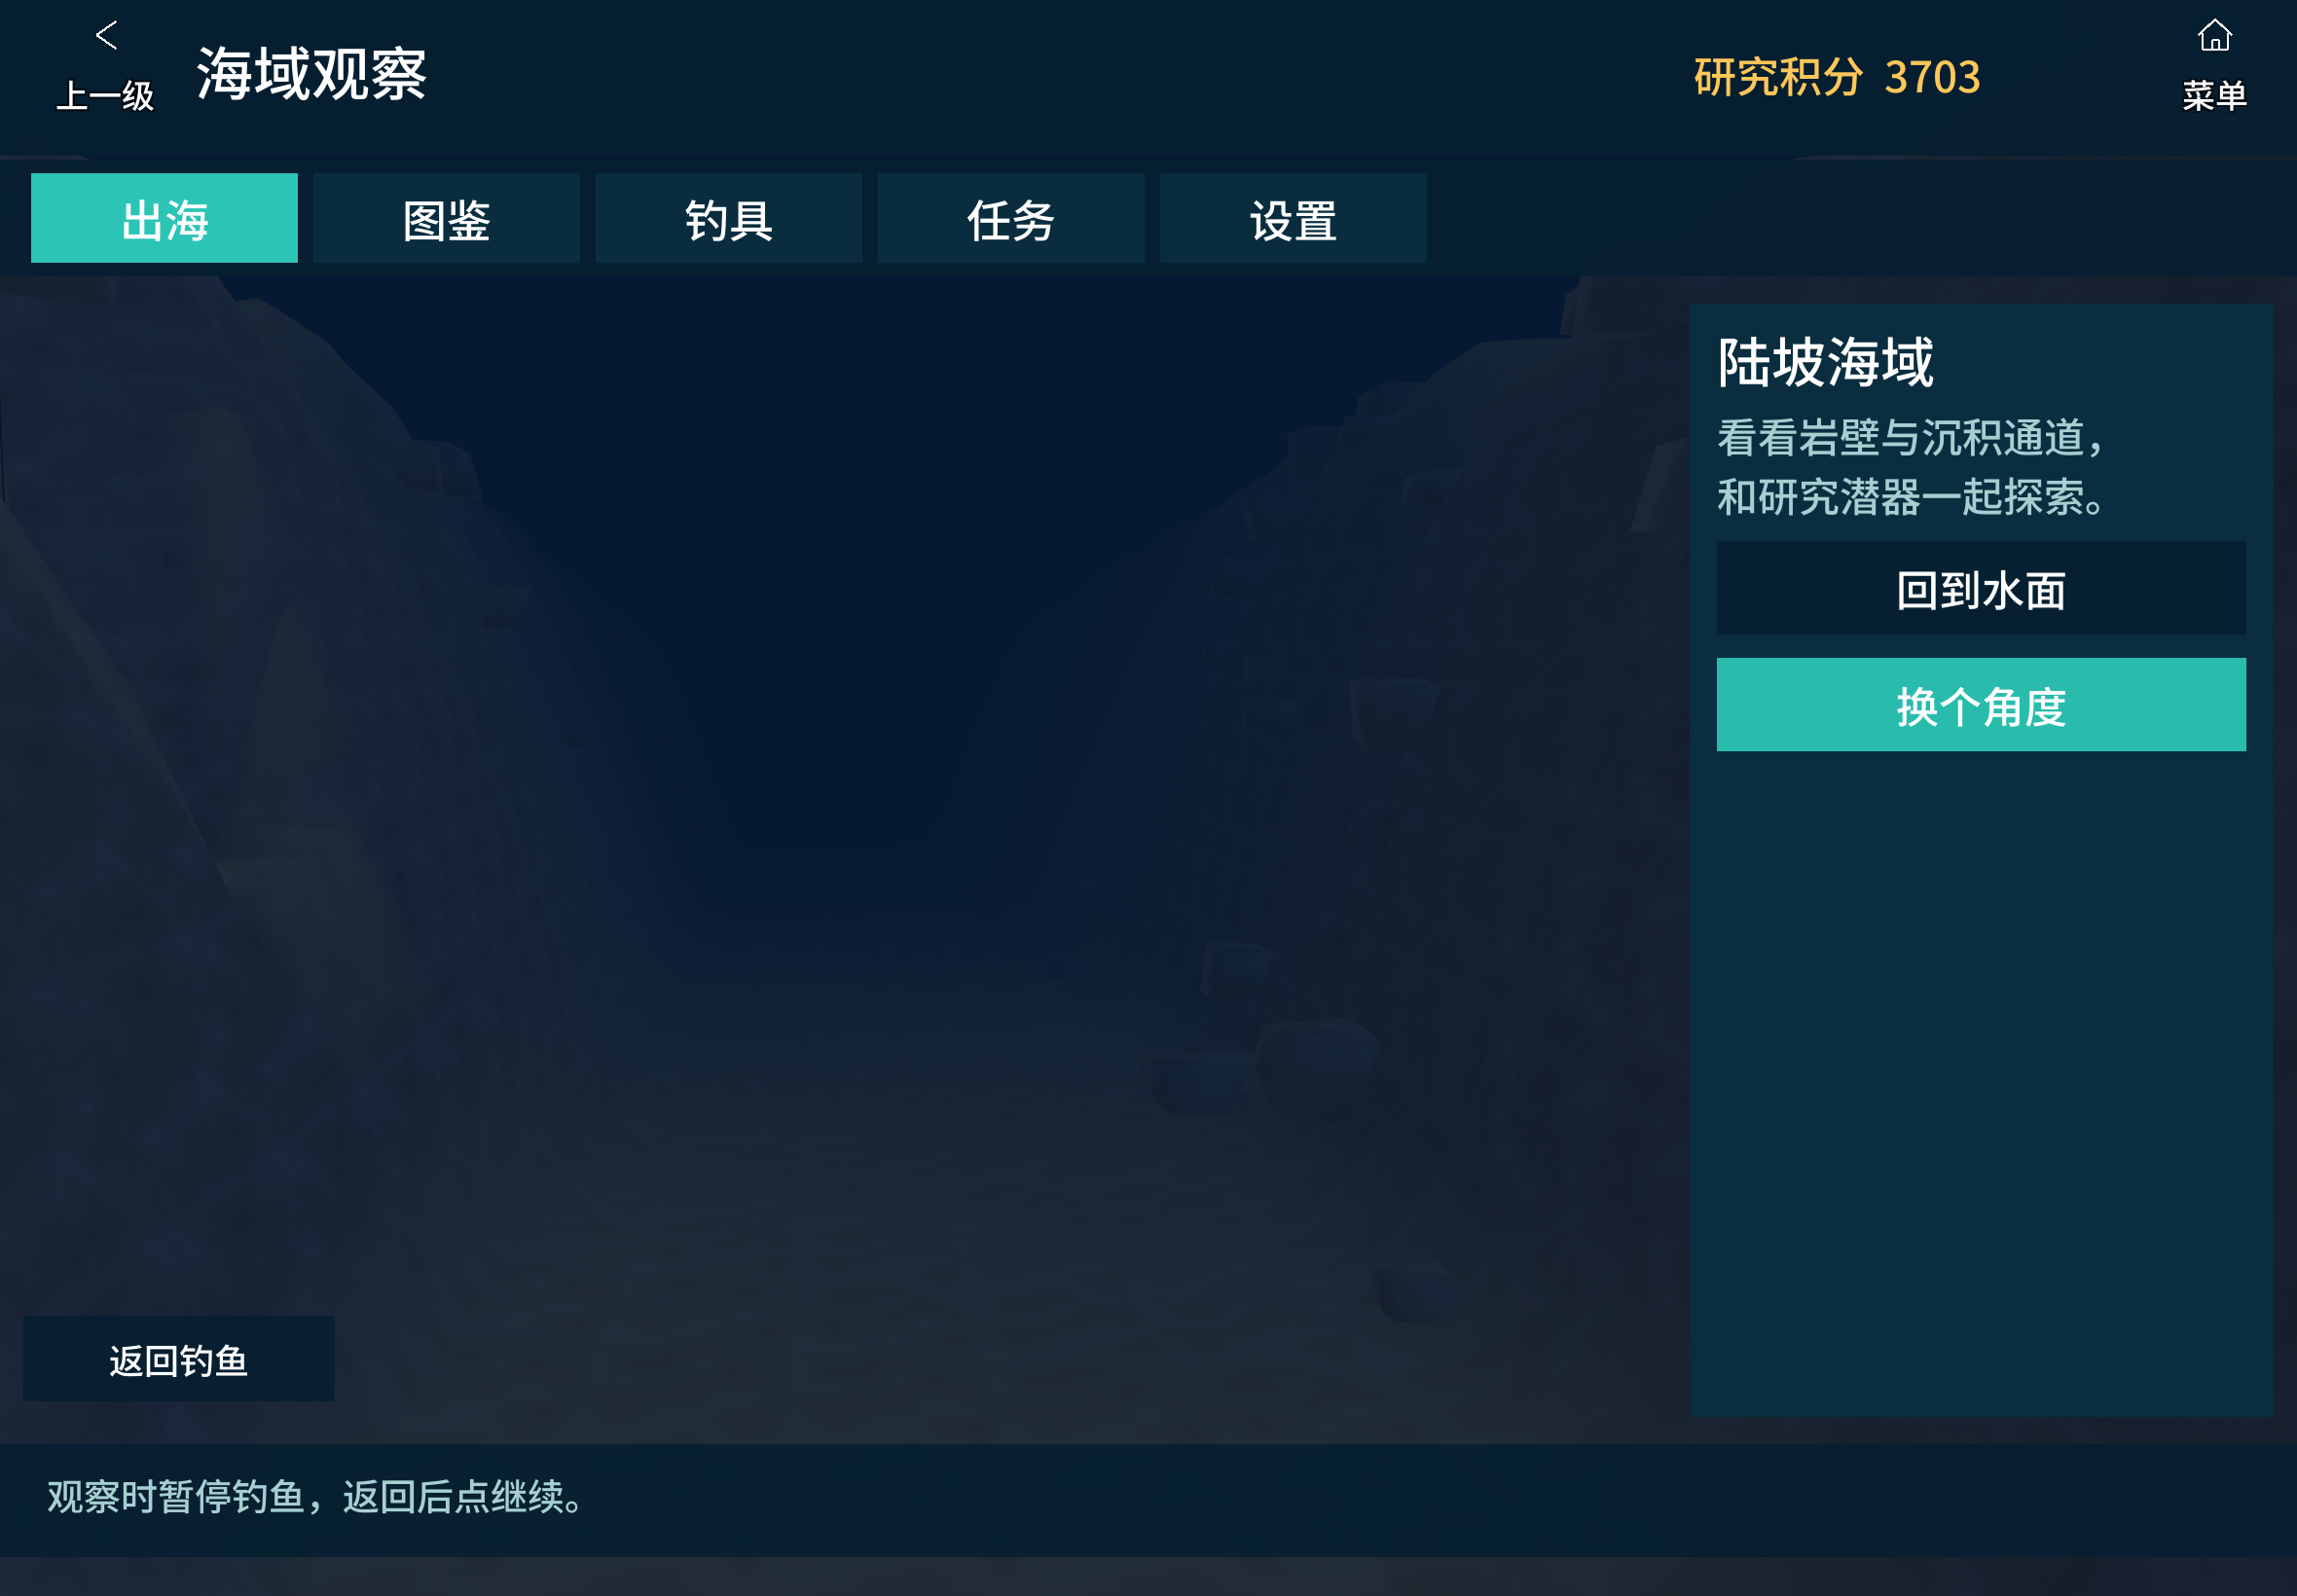 上一级
海域观察
研究积分 3703
菜单
出海
图鉴
钓具
任务
设置
陆坡海域
看看岩壁与沉积通道，
和研究潜器一起探索。
回到水面
换个角度
返回钓鱼
观察时暂停钓鱼，返回后点继续。